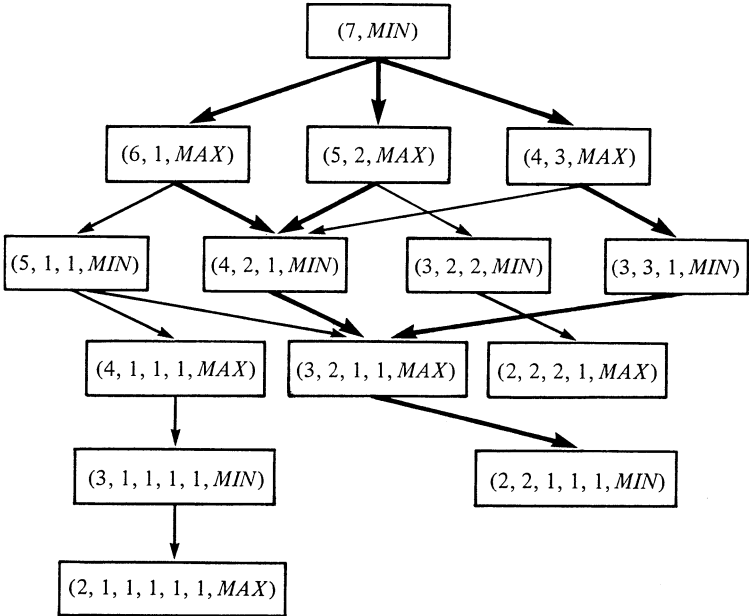 (7, MIN)
(6, 1, MAX)
(5, 2, MAX)
(4, 3, MAX)
(5, 1, 1, MIN)
(4, 2, 1, MIN)
(3, 2, 2, MIN)
(3, 3, 1, MIN)
(4, 1, 1, 1, MAX)
(3, 2, 1, 1, MAX)
(2, 2, 2, 1, MAX)
(3, 1, 1, 1, 1, MIN)
(2, 2, 1, 1, 1, MIN)
(2, 1, 1, 1, 1, 1, MAX)